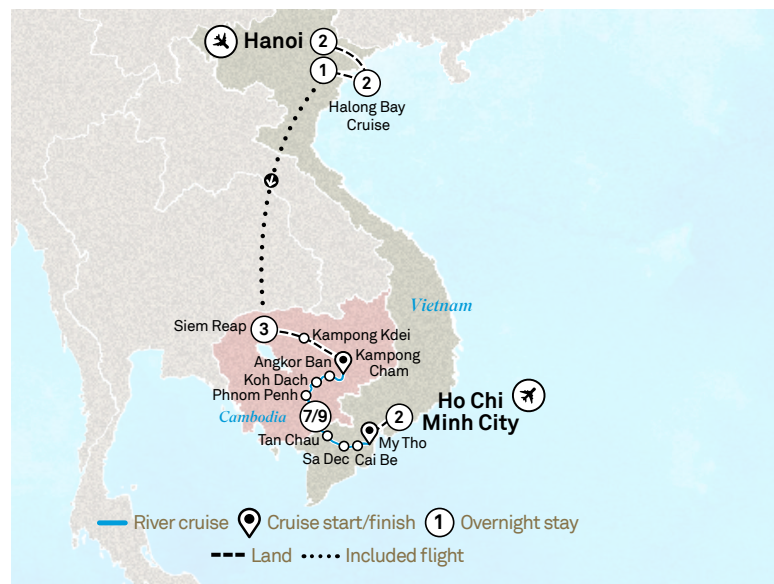 Hanoi
2
1
2
Halong Bay
Cruise
Vietnam
Siem Reap
3
Kampong Kdei
Angkor Ban
Kampong
Cham
Koh Dach
Phnom Penh
Cambodia
7/9
2
Ho Chi
Minh City
Tan Chau
My Tho
Sa Dec
Cai Be
River cruise
Cruise start/finish
1 Overnight stay
Land
Included flight